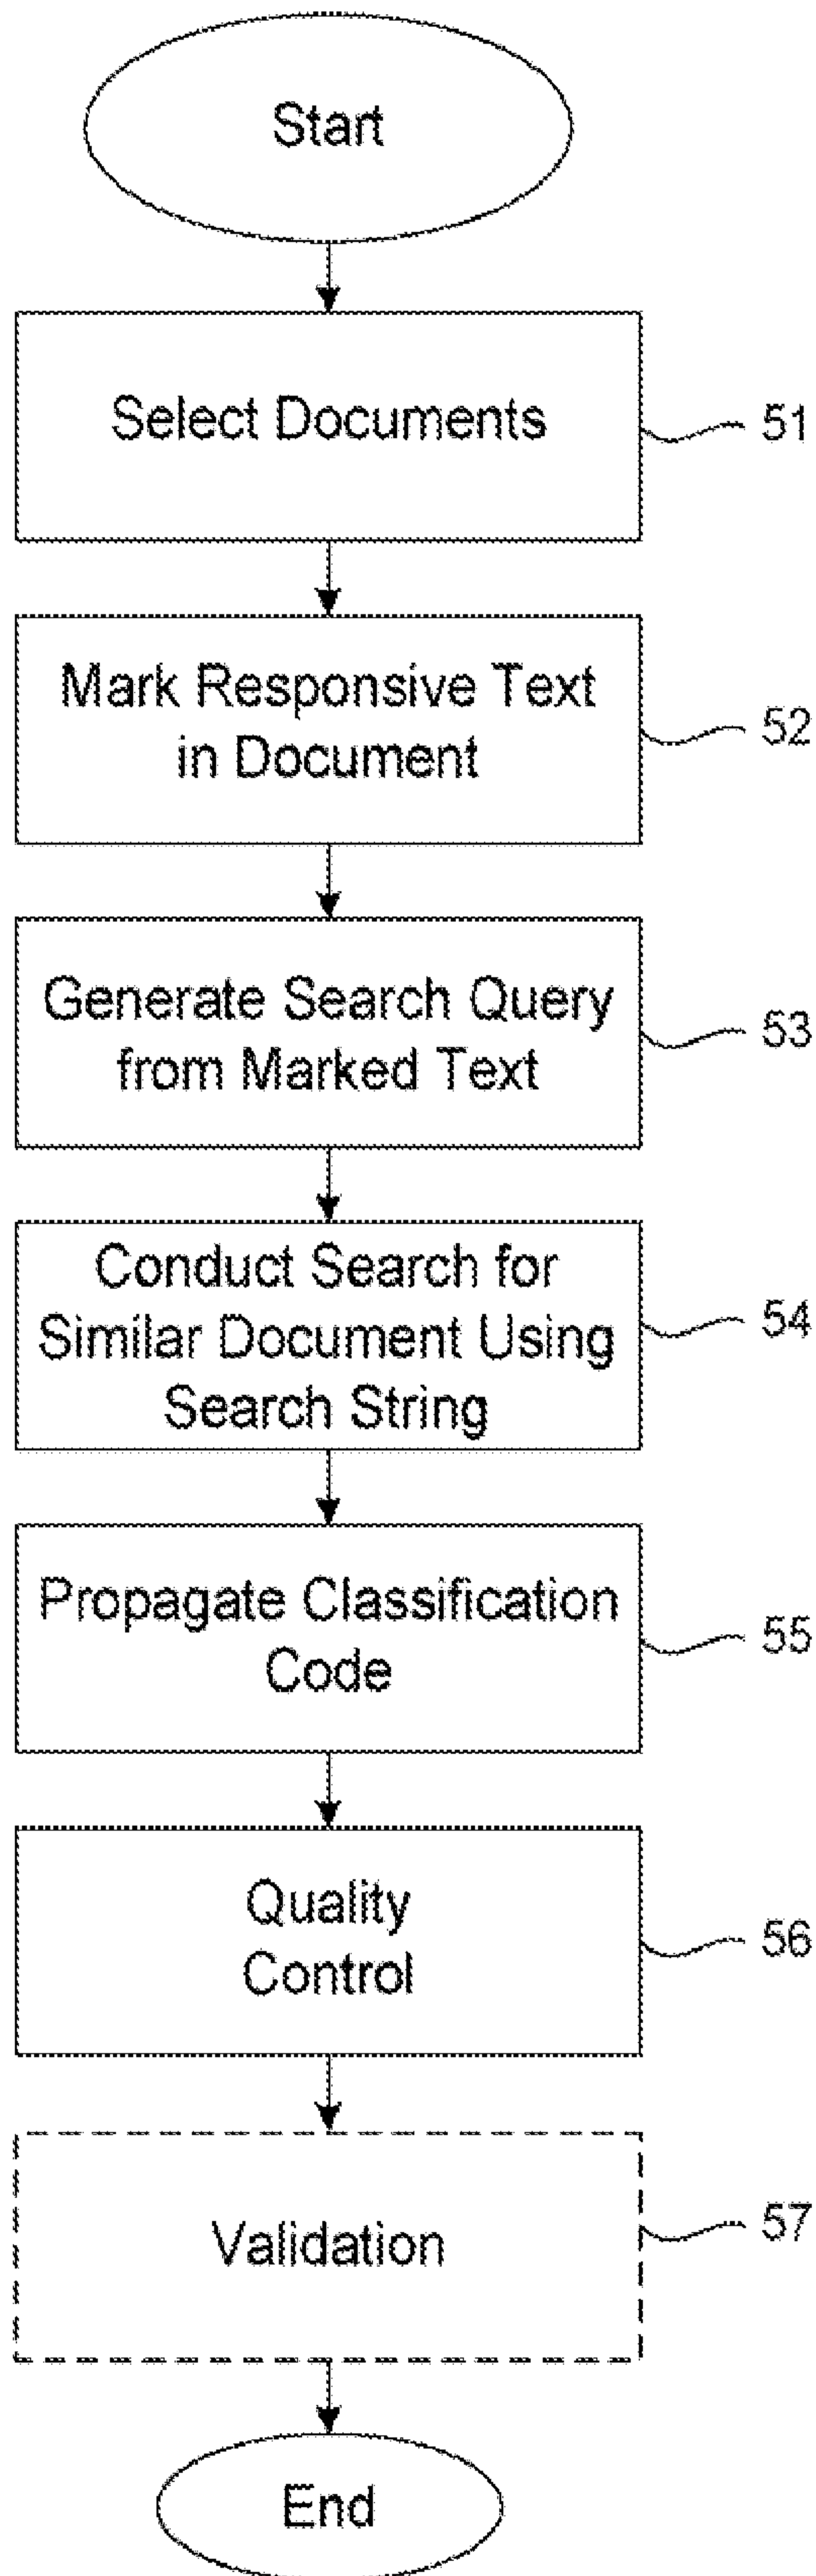 Start
Select Documents
51
Mark Responsive Text
in Document
52
Generate Search Query
from Marked Text
53
Conduct Search for
Similar Document Using
Search String
54
Propagate Classification
Code
55
Quality
Control
56
Validation
57
End